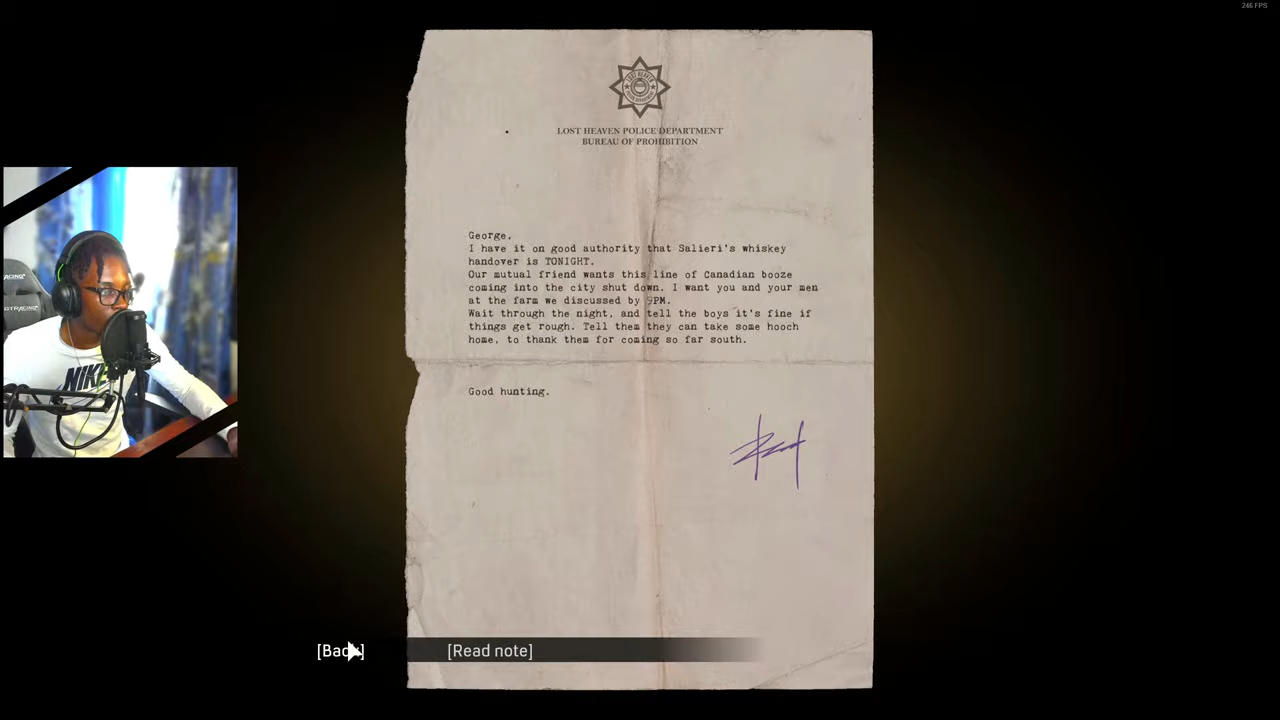 246 FPS
LOST HEAVEN POLICE DEPARTMENT
BUREAU OF PROHIBITION
George,
I have it on good authority that Salieri's whiskey
handover is TONIGHT.
Our mutual friend wants this line of Canadian booze
coming into the city shut down. I want you and your men
at the farm we discussed by 9PM.
Wait through the night, and tell the boys it's fine if
things get rough. Tell them they can take some hooch
home, to thank them for coming so far south.
Good hunting.
NIKE
[Back]
[Read note]